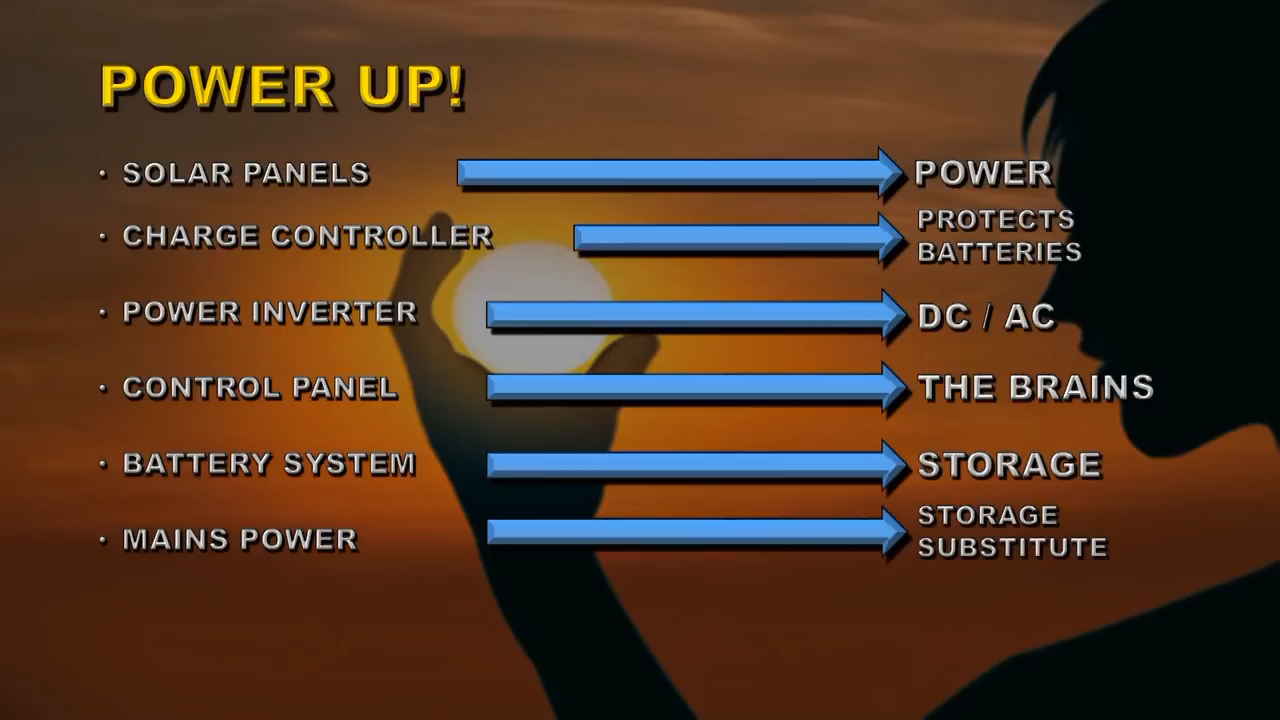 POWER UP!
• SOLAR PANELS
POWER
• CHARGE CONTROLLER
PROTECTS
BATTERIES
• POWER INVERTER
DC / AC
• CONTROL PANEL
THE BRAINS
• BATTERY SYSTEM
STORAGE
• MAINS POWER
STORAGE
SUBSTITUTE